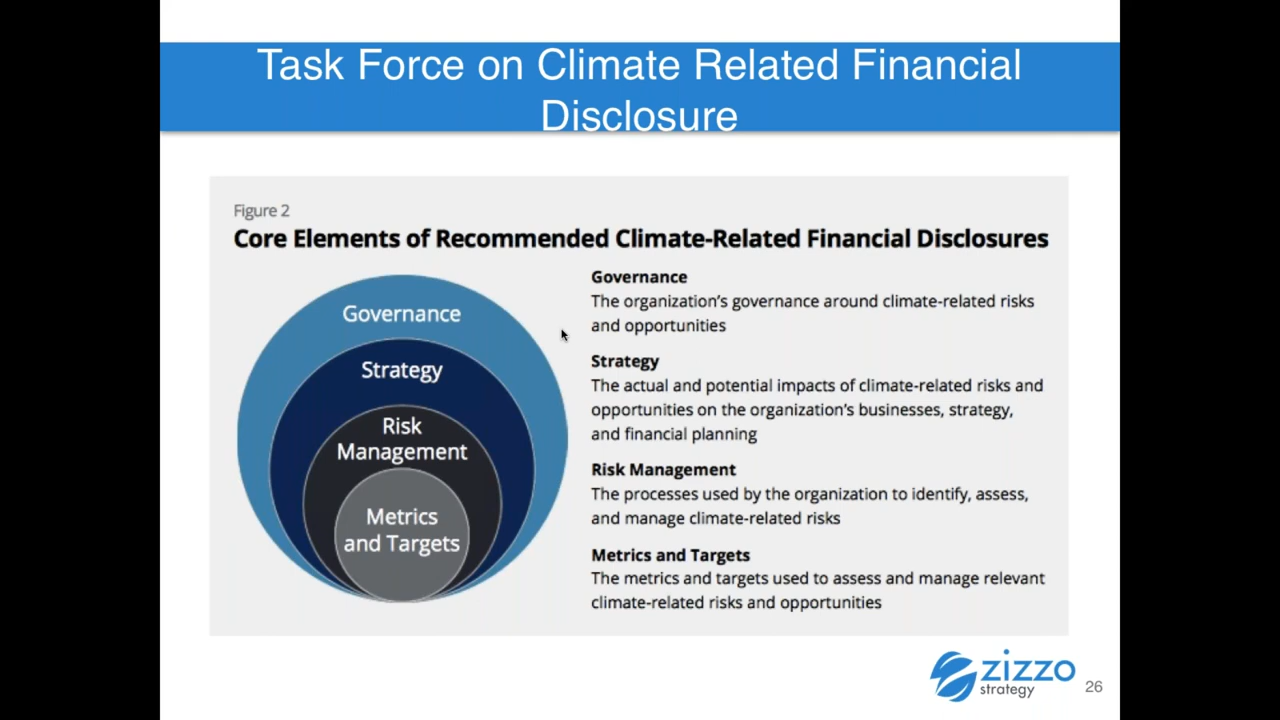 Task Force on Climate Related Financial
Disclosure
Figure 2
Core Elements of Recommended Climate-Related Financial Disclosures
Governance
Strategy
Risk
Management
Metrics
and Targets
Governance
The organization’s governance around climate-related risks
and opportunities
Strategy
The actual and potential impacts of climate-related risks and
opportunities on the organization’s businesses, strategy,
and financial planning
Risk Management
The processes used by the organization to identify, assess,
and manage climate-related risks
Metrics and Targets
The metrics and targets used to assess and manage relevant
climate-related risks and opportunities
zizzo
strategy
26